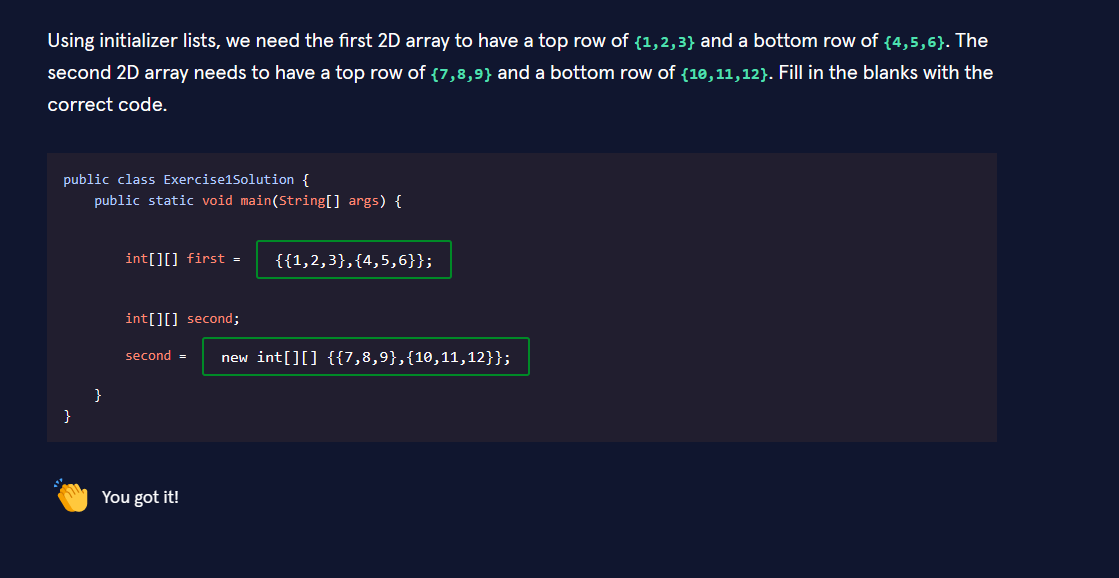 Using initializer lists, we need the first 2D array to have a top row of {1,2,3} and a bottom row of {4,5,6}. The
second 2D array needs to have a top row of {7,8,9} and a bottom row of {10,11,12}. Fill in the blanks with the
correct code.
public class Exercise1Solution {
public static void main(String[] args) {
int[][] first = {{1,2,3},{4,5,6}};
int[][] second;
second = new int[][] {{7,8,9},{10,11,12}};
}
}
You got it!